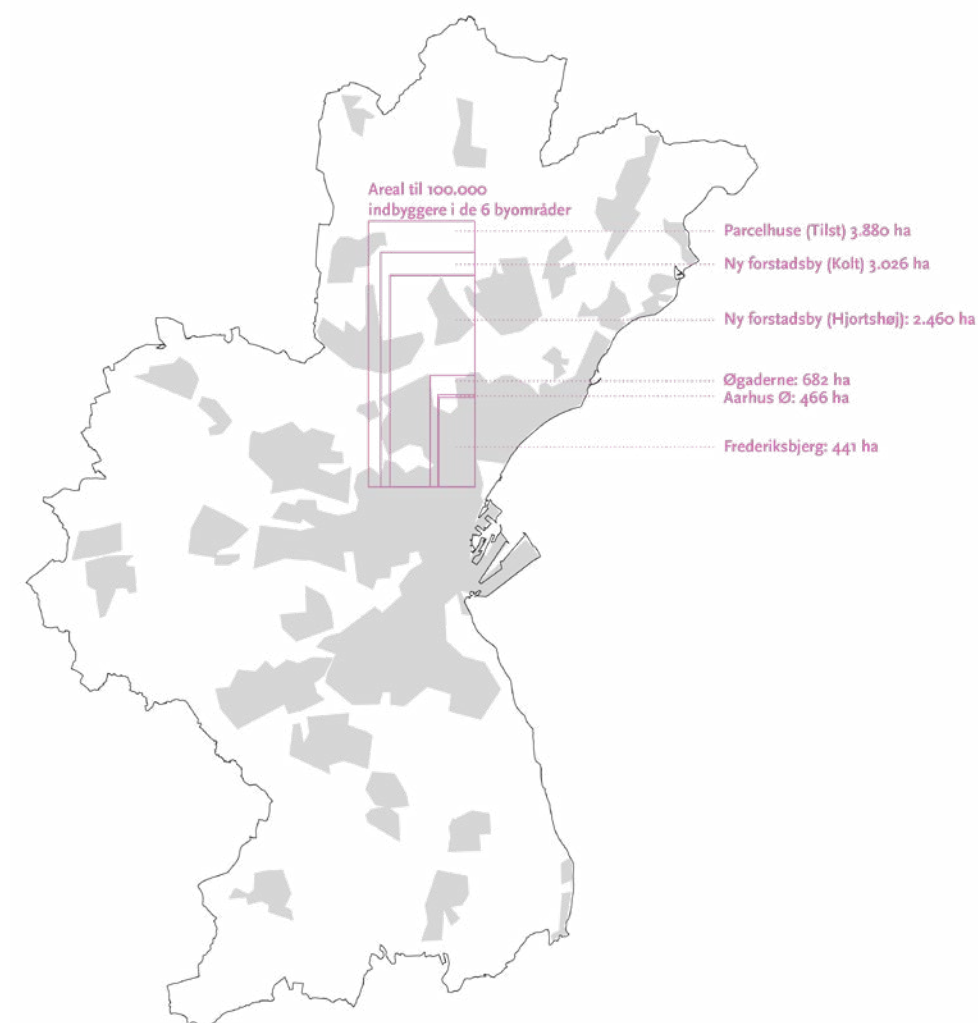 Areal til 100.000
indbyggere i de 6 byområder
Parcelhuse (Tilst) 3.880 ha
Ny forstadsby (Kolt) 3.026 ha
Ny forstadsby (Hjortshøj): 2.460 ha
Øgaderne: 682 ha
Aarhus Ø: 466 ha
Frederiksbjerg: 441 ha